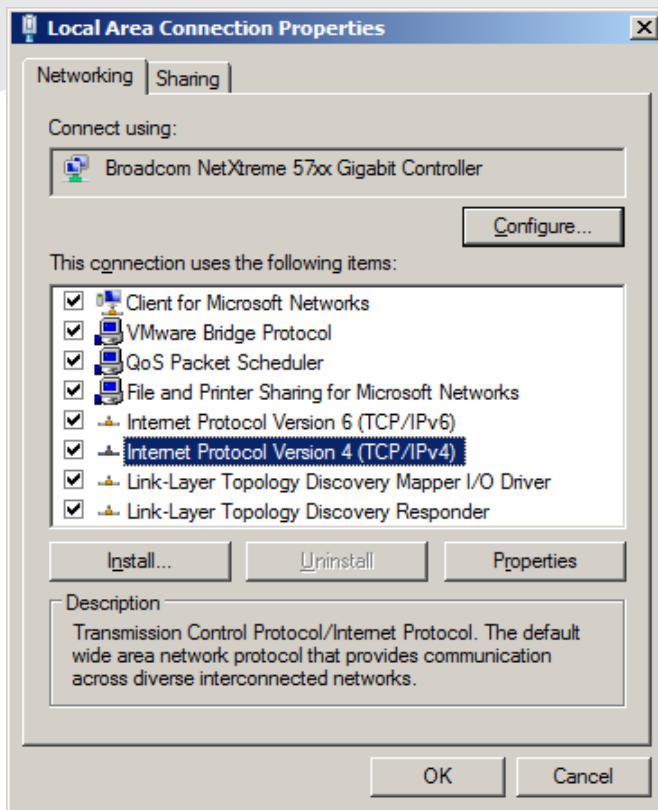 Local Area Connection Properties
Networking
Sharing
Connect using:
Broadcom NetXtreme 57xx Gigabit Controller
Configure...
This connection uses the following items:
Client for Microsoft Networks
VMware Bridge Protocol
QoS Packet Scheduler
File and Printer Sharing for Microsoft Networks
Internet Protocol Version 6 (TCP/IPv6)
Internet Protocol Version 4 (TCP/IPv4)
Link-Layer Topology Discovery Mapper I/O Driver
Link-Layer Topology Discovery Responder
Install...
Uninstall
Properties
Description
Transmission Control Protocol/Internet Protocol. The default
wide area network protocol that provides communication
across diverse interconnected networks.
OK
Cancel